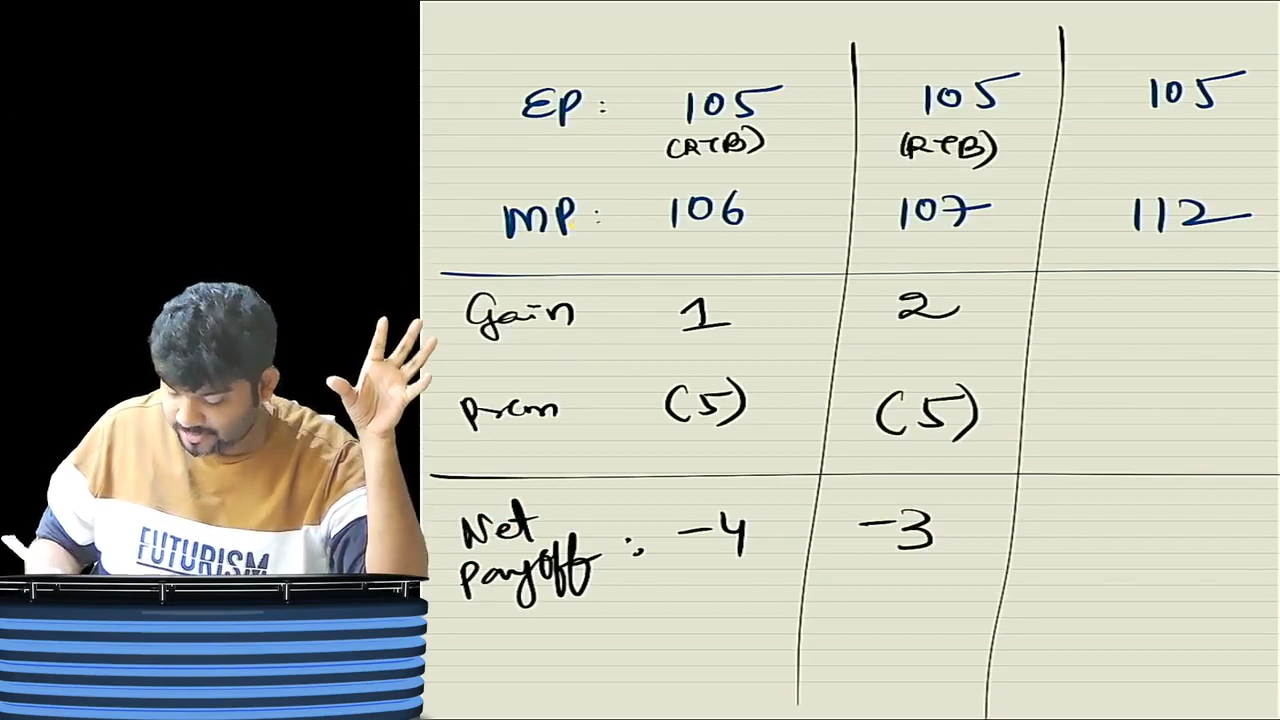 EP: 105 105 105
(RTB) (RTB)
MP: 106 107 112
Gain 1 2
Prem (5) (5)
Net Payoff: -4 -3
FUTURISM